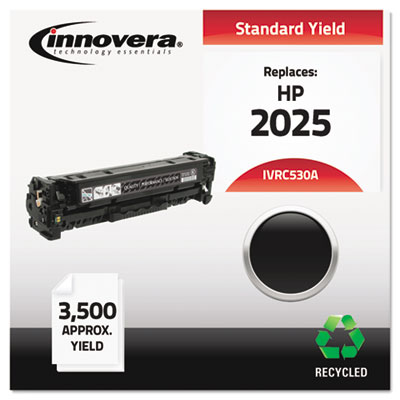 innovera
technology essentials
Standard Yield
Replaces:
HP
2025
IVRC530A
3,500
APPROX.
YIELD
RECYCLED